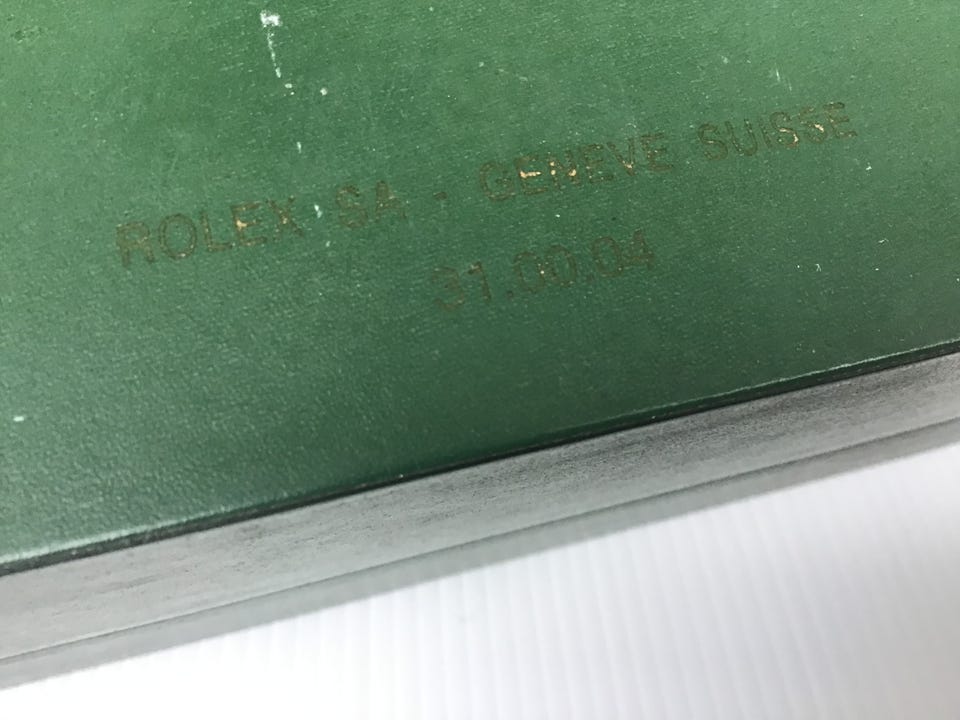 ROLEX SA - GENEVE SUISSE
31.00.04